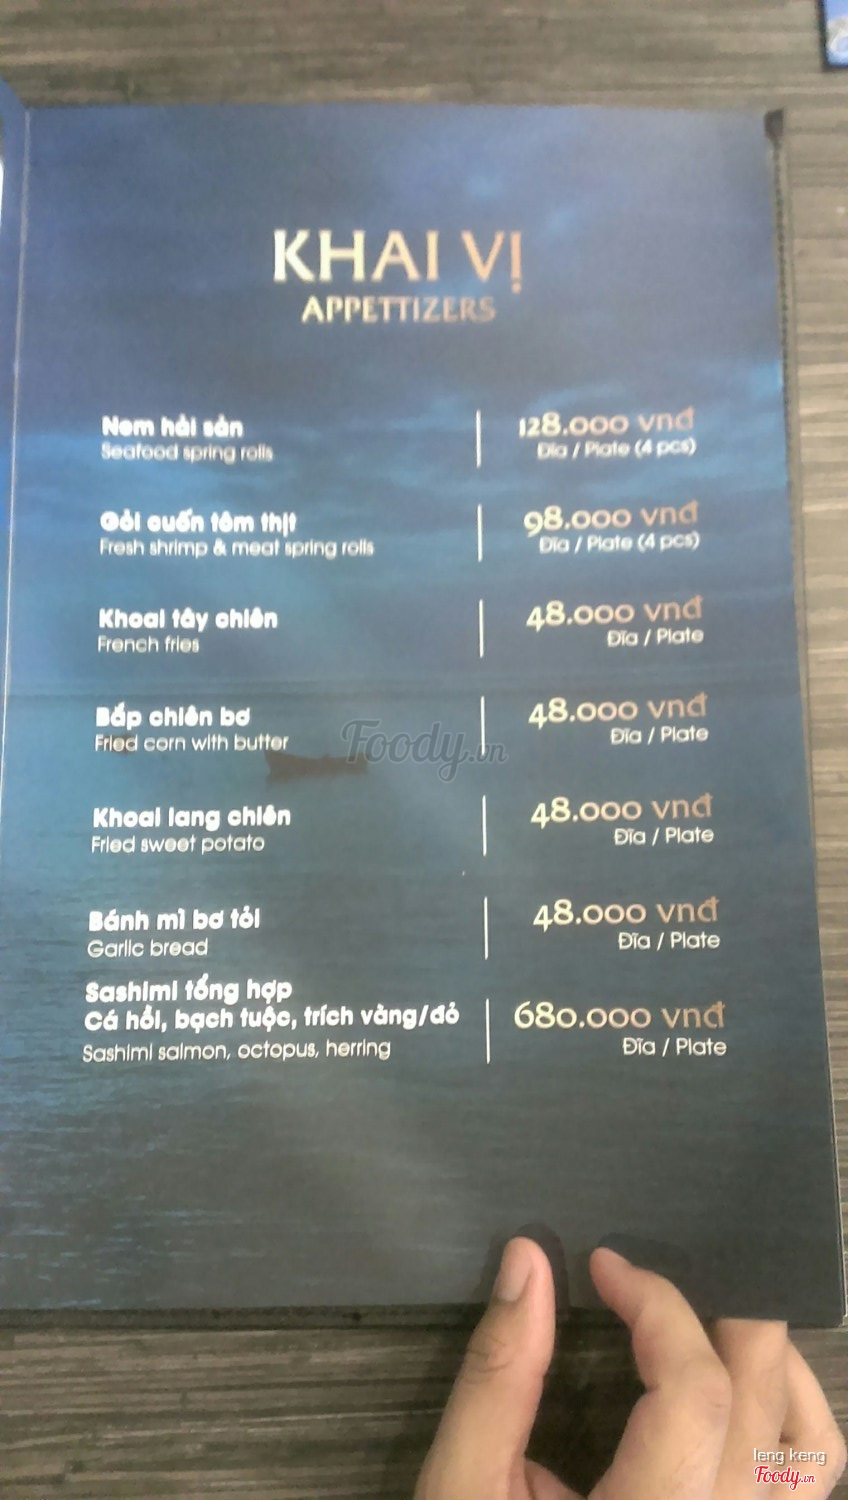 KHAI VỊ
APPETTIZERS
Nem hải sản
128.000 vnđ
Seafood spring rolls
Đĩa / Plate (4 pcs)
Gỏi cuốn tôm thịt
98.000 vnđ
Fresh shrimp & meat spring rolls
Đĩa / Plate (4 pcs)
Khoai tây chiên
48.000 vnđ
French fries
Đĩa / Plate
Bắp chiên bơ
48.000 vnđ
Fried corn with butter
Đĩa / Plate
Foody.vn
Khoai lang chiên
48.000 vnđ
Fried sweet potato
Đĩa / Plate
Bánh mì bơ tỏi
48.000 vnđ
Garlic bread
Đĩa / Plate
Sashimi tổng hợp
Cá hồi, bạch tuộc, trích vàng/đỏ
680.000 vnđ
Sashimi salmon, octopus, herring
Đĩa / Plate
leng keng
Foody.vn